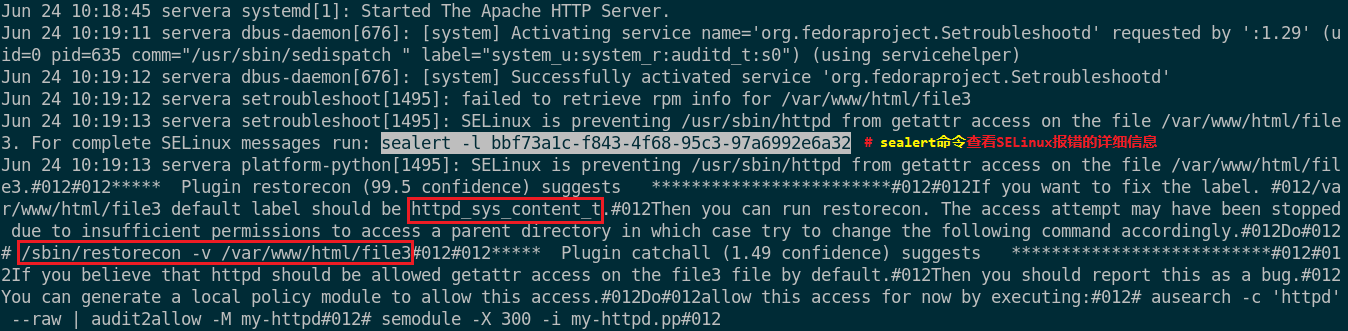 Jun 24 10:18:45 servera systemd[1]: Started The Apache HTTP Server.
Jun 24 10:19:11 servera dbus-daemon[676]: [system] Activating service name='org.fedoraproject.Setroubleshootd' requested by ':1.29' (u
id=0 pid=635 comm="/usr/sbin/sedispatch " label="system_u:system_r:auditd_t:s0") (using servicehelper)
Jun 24 10:19:12 servera dbus-daemon[676]: [system] Successfully activated service 'org.fedoraproject.Setroubleshootd'
Jun 24 10:19:12 servera setroubleshoot[1495]: failed to retrieve rpm info for /var/www/html/file3
Jun 24 10:19:13 servera setroubleshoot[1495]: SELinux is preventing /usr/sbin/httpd from getattr access on the file /var/www/html/file
3. For complete SELinux messages run: sealert -l bbf73a1c-f843-4f68-95c3-97a6992e6a32 # sealert命令查看SELinux报错的详细信息
Jun 24 10:19:13 servera platform-python[1495]: SELinux is preventing /usr/sbin/httpd from getattr access on the file /var/www/html/fil
e3.#012#012***** Plugin restorecon (99.5 confidence) suggests ************************#012#012If you want to fix the label. #012/va
r/www/html/file3 default label should be httpd_sys_content_t.#012Then you can run restorecon. The access attempt may have been stopped
due to insufficient permissions to access a parent directory in which case try to change the following command accordingly.#012Do#012
# /sbin/restorecon -v /var/www/html/file3#012#012***** Plugin catchall (1.49 confidence) suggests **************************#012#01
2If you believe that httpd should be allowed getattr access on the file3 file by default.#012Then you should report this as a bug.#012
You can generate a local policy module to allow this access.#012Do#012allow this access for now by executing:#012# ausearch -c 'httpd'
--raw | audit2allow -M my-httpd#012# semodule -X 300 -i my-httpd.pp#012